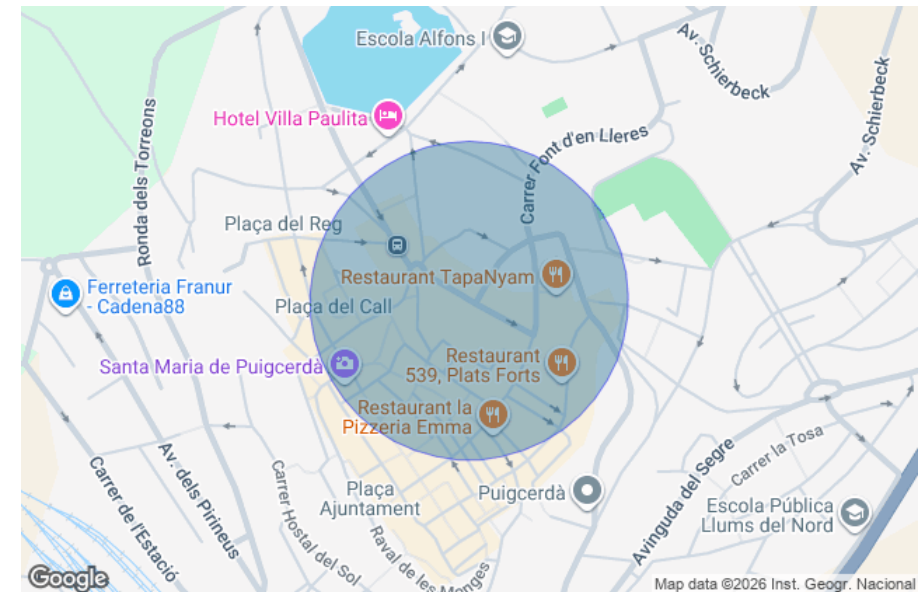 Escola Alfons I
Av. Schierbeck
Av. Schierbeck
Hotel Villa Paulita
Carrer Font d'en Lleres
Ronda dels Torreons
Plaça del Reg
Restaurant TapaNyam
Ferreteria Franur
- Cadena88
Plaça del Call
Santa Maria de Puigcerdà
Restaurant
539, Plats Forts
Restaurant la
Pizzeria Emma
Carrer de l'Estació
Av. dels Pirineus
Carrer Hostal del Sol
Plaça
Ajuntament
Raval de les Monges
Puigcerdà
Avinguda del Segre
Carrer la Tosa
Escola Pública
Llums del Nord
Google
Map data ©2026 Inst. Geogr. Nacional